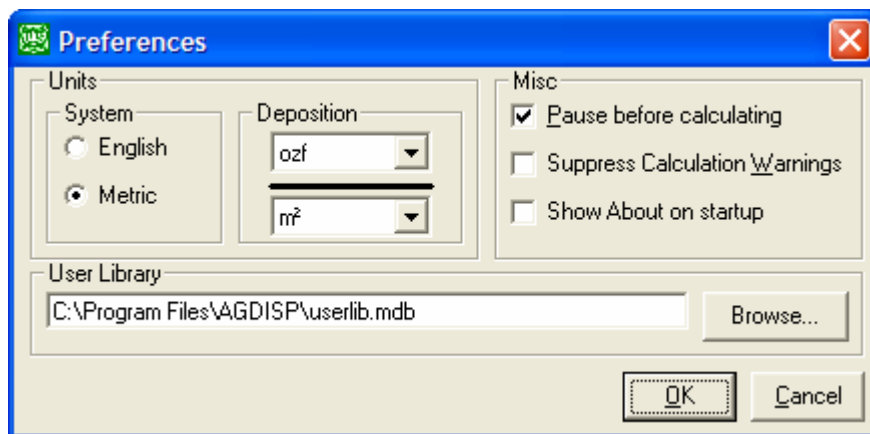 Preferences
Units
System
English
Metric
Deposition
ozf
m²
Misc
Pause before calculating
Suppress Calculation Warnings
Show About on startup
User Library
C:\Program Files\AGDISP\userlib.mdb
Browse...
OK
Cancel